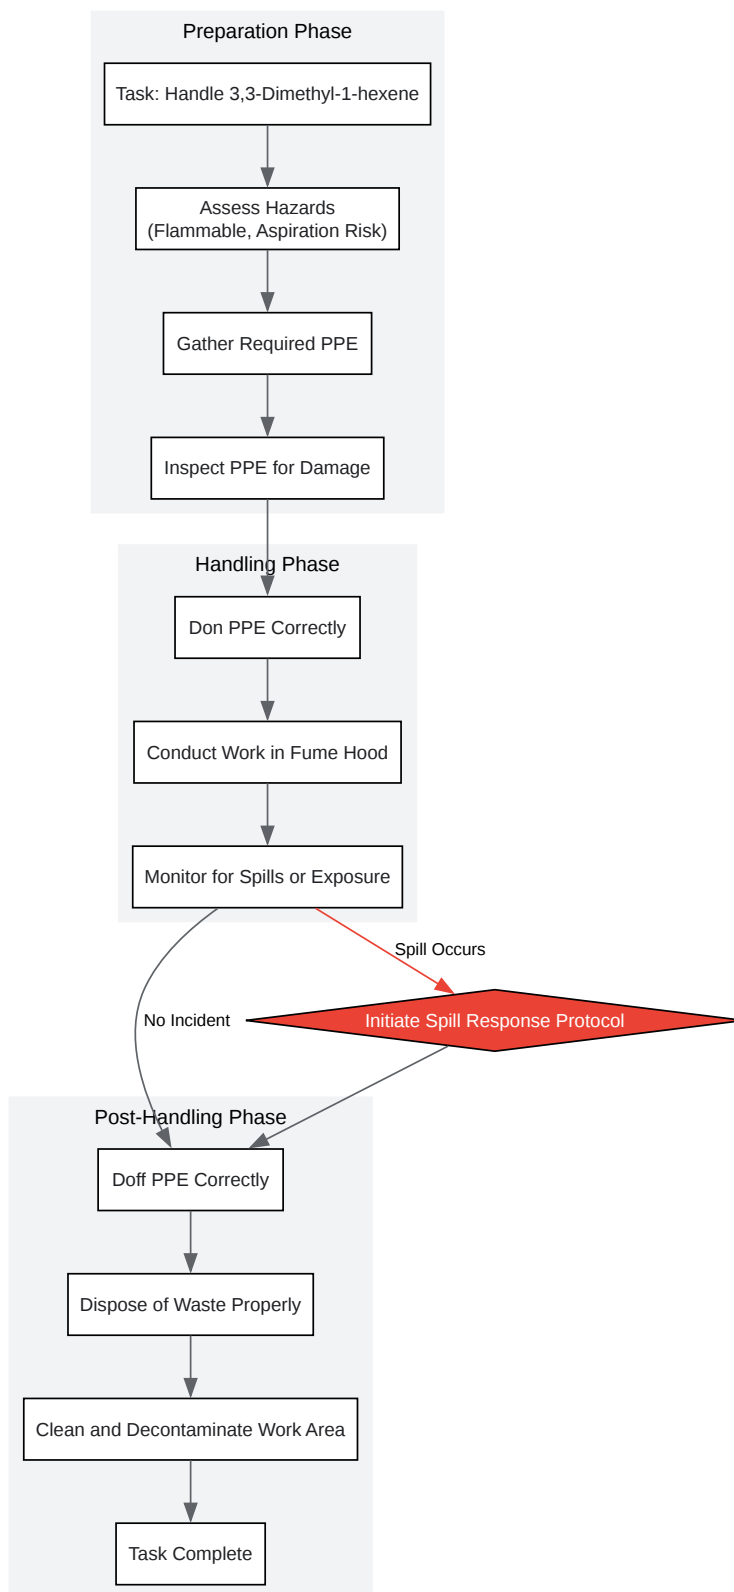 Preparation Phase
Task: Handle 3,3-Dimethyl-1-hexene
Assess Hazards
(Flammable, Aspiration Risk)
Gather Required PPE
Inspect PPE for Damage
Handling Phase
Don PPE Correctly
Conduct Work in Fume Hood
Monitor for Spills or Exposure
Spill Occurs
No Incident
Initiate Spill Response Protocol
Post-Handling Phase
Doff PPE Correctly
Dispose of Waste Properly
Clean and Decontaminate Work Area
Task Complete